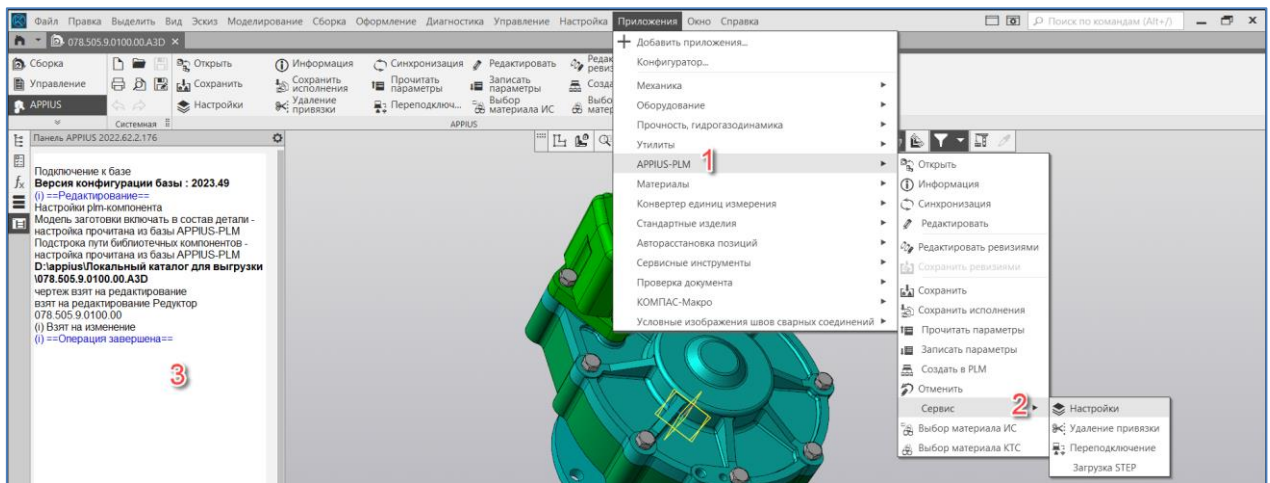 Файл Правка Выделить Вид Эскиз Моделирование Сборка Оформление Диагностика Управление Настройка Приложения Окно Справка
Поиск по командам (Alt+/)
078.505.9.0100.00.A3D
Сборка
Управление
APPIUS
Системная
Открыть
Сохранить
Настройки
Информация
Сохранить исполнения
Удаление привязки
Синхронизация
Прочитать параметры
Переподключ...
Редактировать
Записать параметры
Выбор материала ИС
APPIUS
Панель APPIUS 2022.62.2.176
Подключение к базе
Версия конфигурации базы : 2023.49
(i) ==Редактирование==
Настройки plm-компонента
Модель заготовки включать в состав детали -
настройка прочитана из базы APPIUS-PLM
Подстрока пути библиотечных компонентов -
настройка прочитана из базы APPIUS-PLM
D:\appius\Локальный каталог для выгрузки
\078.505.9.0100.00.A3D
чертеж взят на редактирование
взят на редактирование Редуктор
078.505.9.0100.00
(i) Взят на изменение
(i) ==Операция завершена==
3
Добавить приложения...
Конфигуратор...
Механика
Оборудование
Прочность, гидрогазодинамика
Утилиты
APPIUS-PLM
1
Материалы
Конвертер единиц измерения
Стандартные изделия
Авторасстановка позиций
Сервисные инструменты
Проверка документа
КОМПАС-Макро
Условные изображения швов сварных соединений
Открыть
Информация
Синхронизация
Редактировать
Редактировать ревизиями
Сохранить ревизиями
Сохранить
Сохранить исполнения
Прочитать параметры
Записать параметры
Создать в PLM
Отменить
Сервис
2
Выбор материала ИС
Выбор материала КТС
Настройки
Удаление привязки
Переподключение
Загрузка STEP